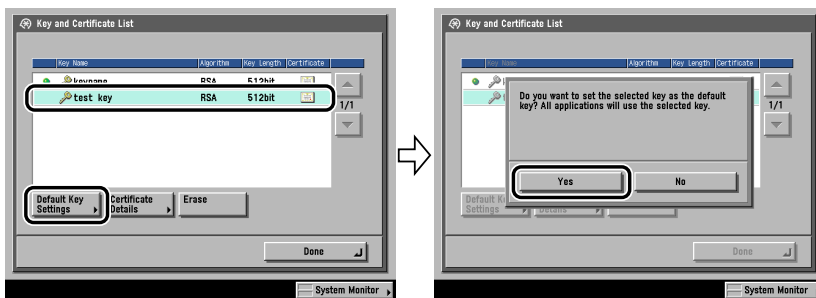 Key and Certificate List
Key Name Algorithm Key Length Certificate
keyname RSA 512bit
test key RSA 512bit
1/1
Default Key Settings
Certificate Details
Erase
Done
System Monitor
Key and Certificate List
Key Name Algorithm Key Length Certificate
Do you want to set the selected key as the default
key? All applications will use the selected key.
1/1
Yes No
Default
Settings
Details
Done
System Monitor